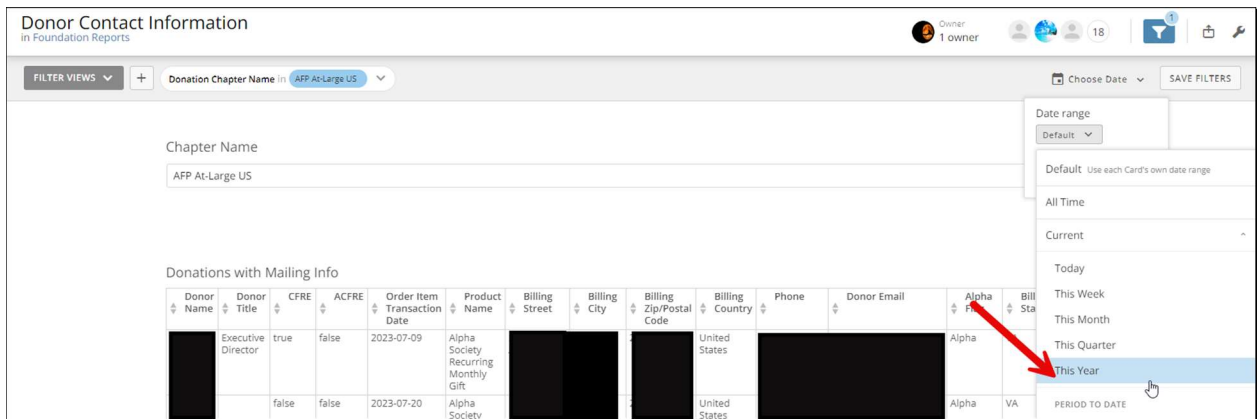 Donor Contact Information
in Foundation Reports
Owner
1 owner
18
1
FILTER VIEWS
+
Donation Chapter Name in AFP At-Large US
Choose Date
SAVE FILTERS
Date range
Default
Default Use each Card's own date range
All Time
Current
Today
This Week
This Month
This Quarter
This Year
PERIOD TO DATE
Chapter Name
AFP At-Large US
Donations with Mailing Info
Donor Name
Donor Title
CFRE
ACFRE
Order Item Transaction Date
Product Name
Billing Street
Billing City
Billing Zip/Postal Code
Billing Country
Phone
Donor Email
Alpha
Executive Director
true
false
2023-07-09
Alpha Society Recurring Monthly Gift
United States
Alpha
false
false
2023-07-20
Alpha Society
United States
Alpha
VA